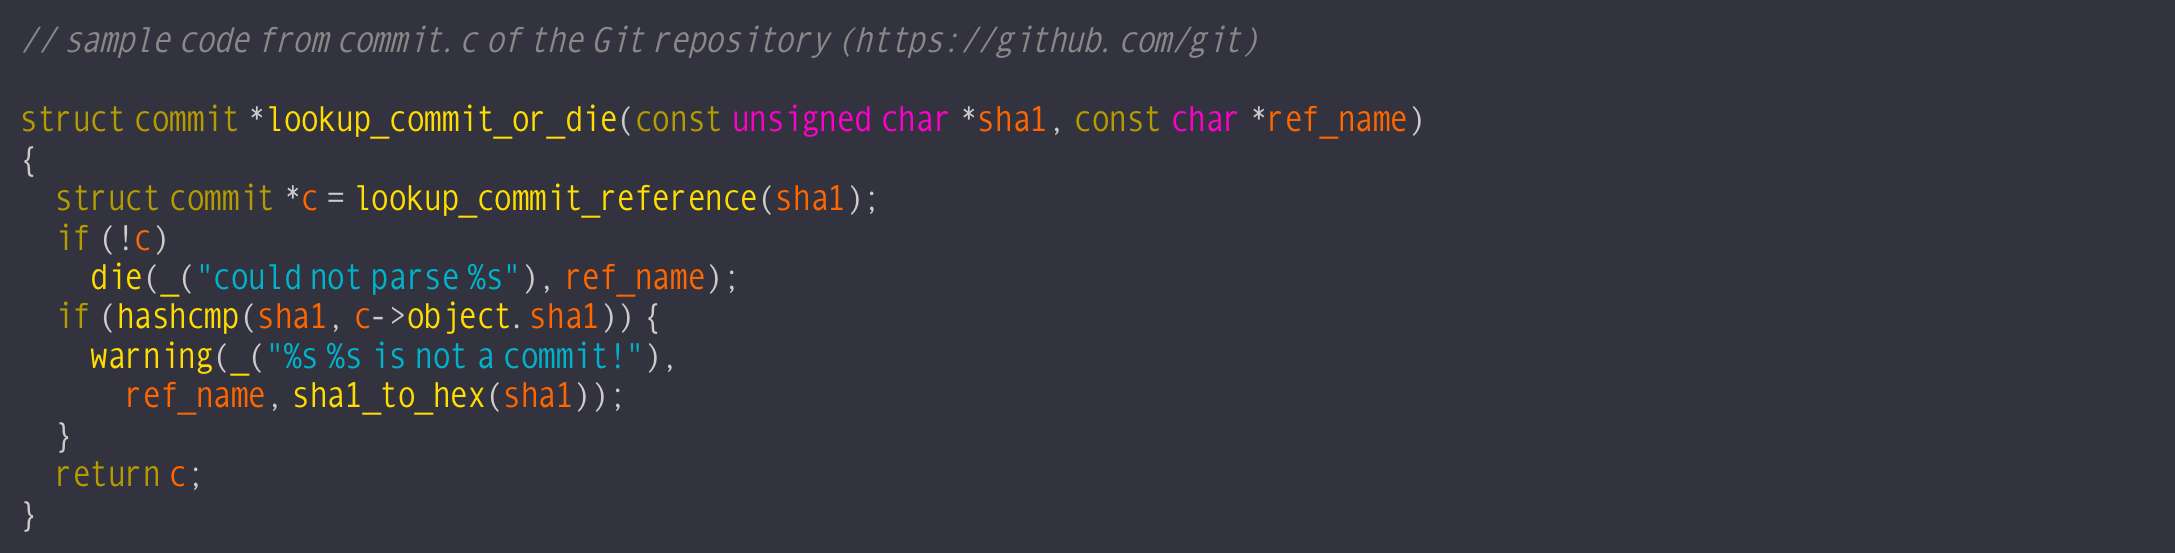 // sample code from commit.c of the Git repository (https://github.com/git)

struct commit *lookup_commit_or_die(const unsigned char *sha1, const char *ref_name)
{
  struct commit *c = lookup_commit_reference(sha1);
  if (!c)
    die(_("could not parse %s"), ref_name);
  if (hashcmp(sha1, c->object.sha1)) {
    warning(_("%s %s is not a commit!"),
      ref_name, sha1_to_hex(sha1));
  }
  return c;
}